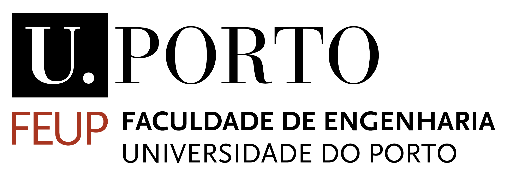 U. PORTO
FEUP FACULDADE DE ENGENHARIA
UNIVERSIDADE DO PORTO